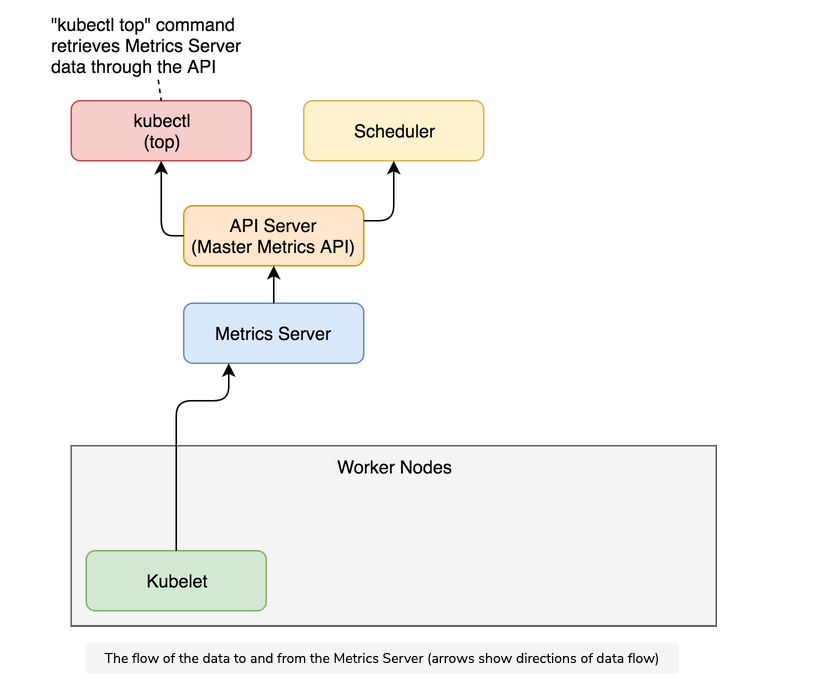 "kubectl top" command
retrieves Metrics Server
data through the API
kubectl
(top)
Scheduler
API Server
(Master Metrics API)
Metrics Server
Worker Nodes
Kubelet
The flow of the data to and from the Metrics Server (arrows show directions of data flow)